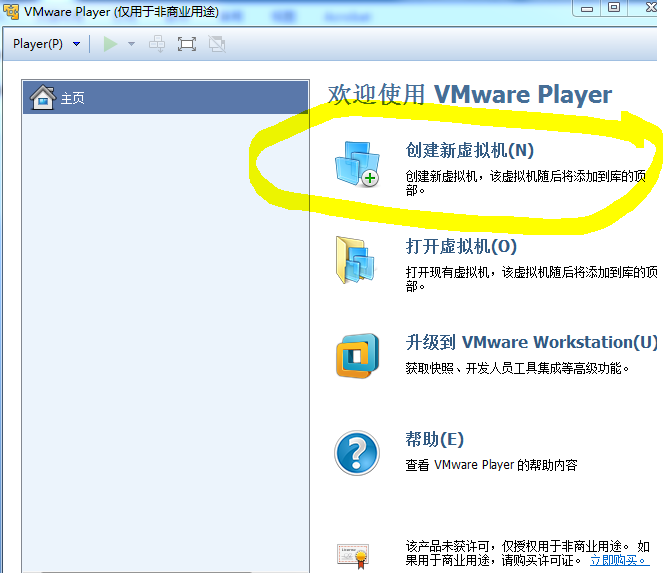 VMware Player (仅用于非商业用途)
Player(P)
主页
欢迎使用 VMware Player
创建新虚拟机(N)
创建新虚拟机，该虚拟机随后将添加到库的顶
部。
打开虚拟机(O)
打开现有虚拟机，该虚拟机随后将添加到库的顶
部。
升级到 VMware Workstation(U)
获取快照、开发人员工具集成等高级功能。
帮助(E)
查看 VMware Player 的帮助内容
该产品未获许可，仅授权用于非商业用途。 如
果用于商业用途，请购买许可证。 立即购买。